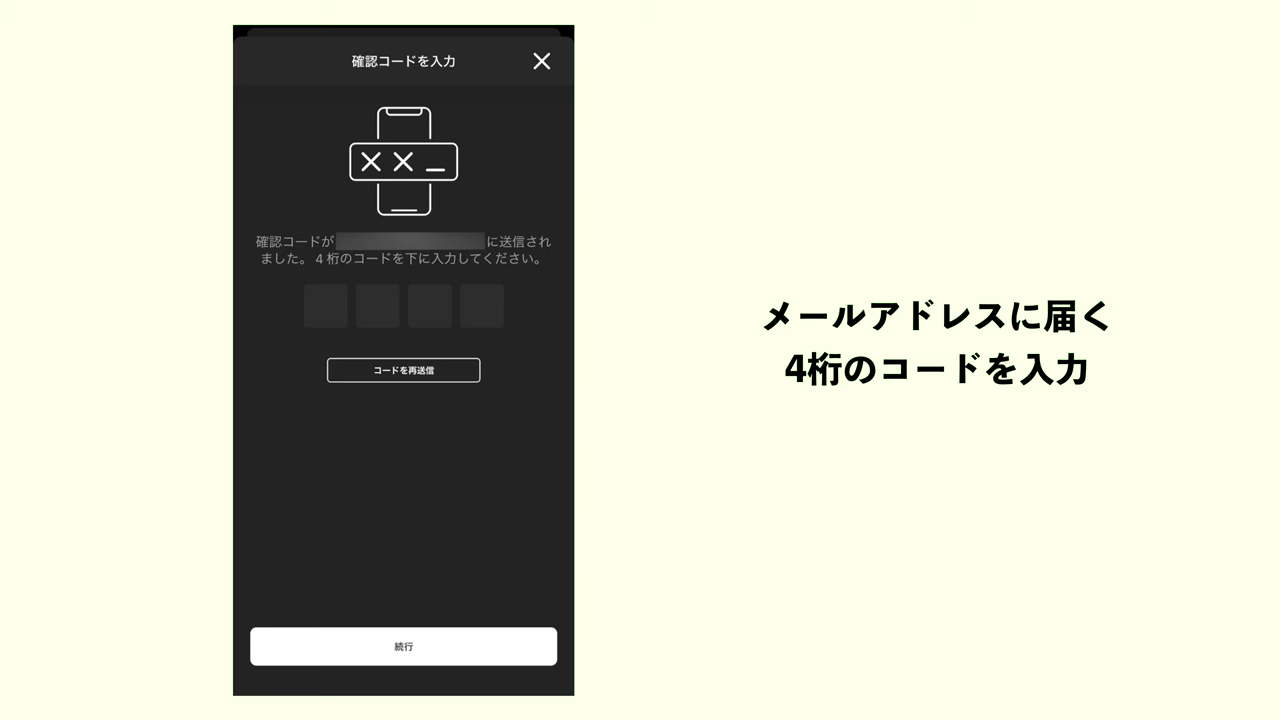 確認コードを入力
確認コードが に送信され
ました。4 桁のコードを下に入力してください。
コードを再送信
続行
メールアドレスに届く
4桁のコードを入力